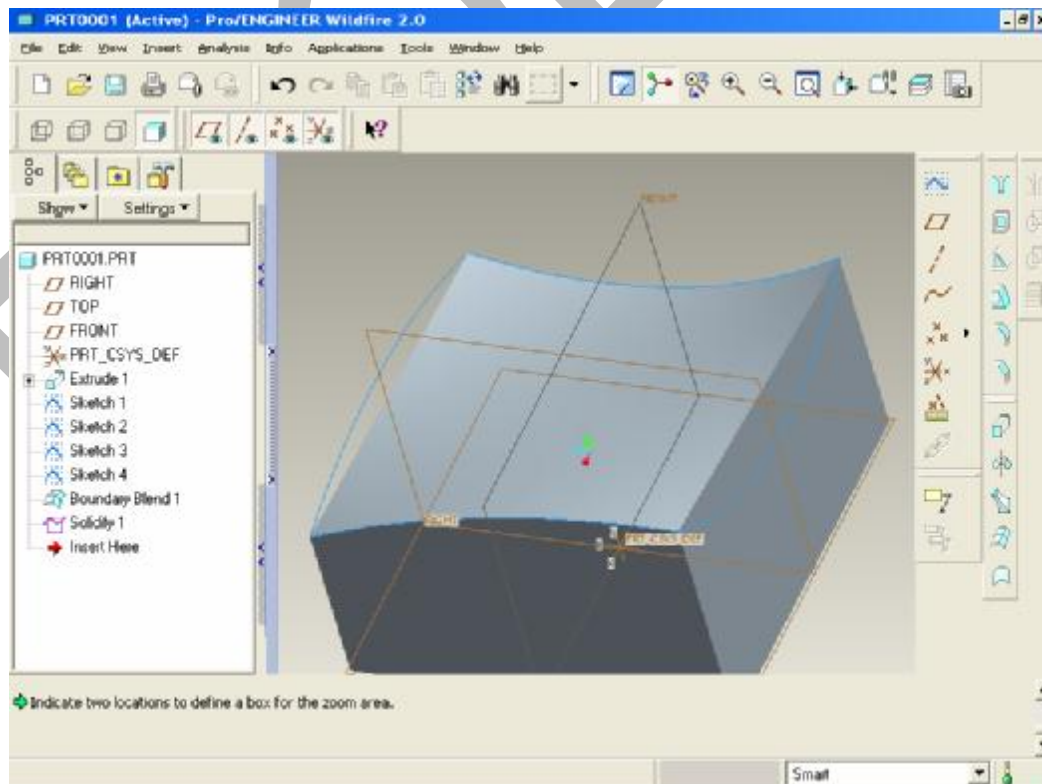 PRT0001 (Active) - Pro/ENGINEER Wildfire 2.0
File Edit View Insert Analysis Info Applications Tools Window Help
Show Settings
PRT0001.PRT
RIGHT
TOP
FRONT
PRT_CSYS_DEF
Extrude 1
Sketch 1
Sketch 2
Sketch 3
Sketch 4
Boundary Blend 1
Solidify 1
Insert Here
PRT_CSYS_DEF
Indicate two locations to define a box for the zoom area.
Smart